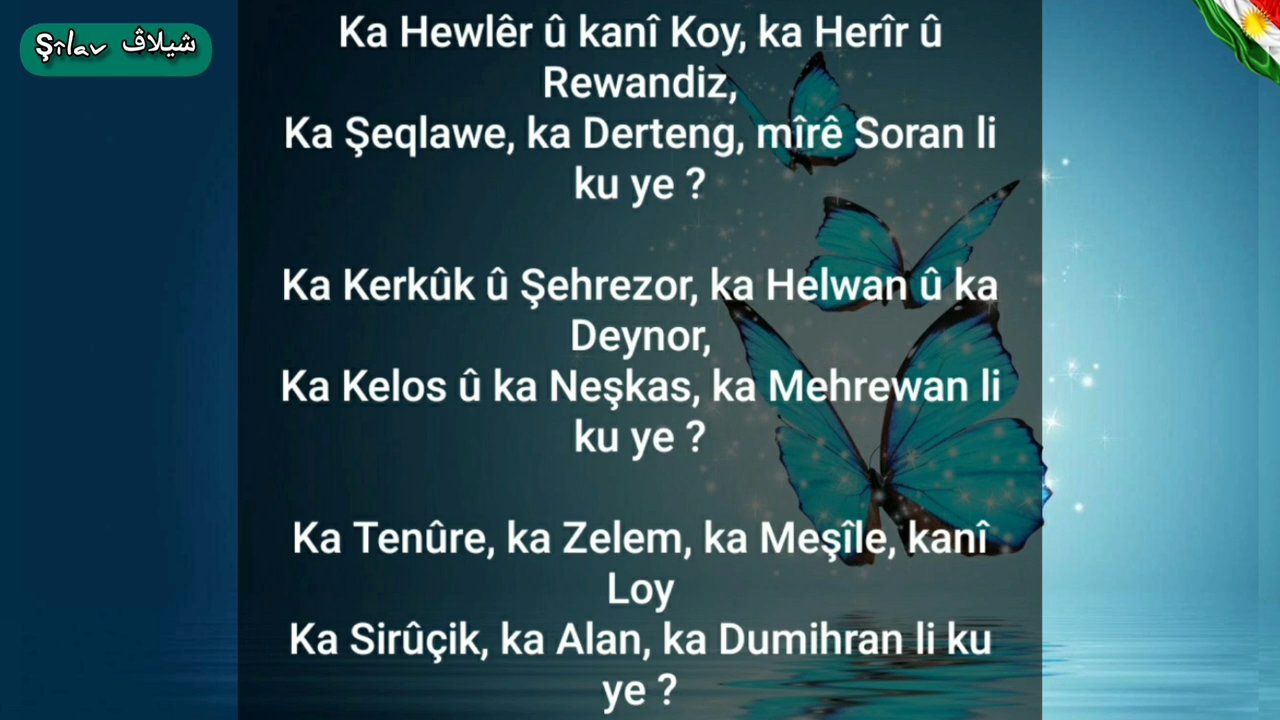 Şîlav شیلاڤ
Ka Hewlêr û kanî Koy, ka Herîr û
Rewandiz,
Ka Şeqlawe, ka Derteng, mîrê Soran li
ku ye ?
Ka Kerkûk û Şehrezor, ka Helwan û ka
Deynor,
Ka Kelos û ka Neşkas, ka Mehrewan li
ku ye ?
Ka Tenûre, ka Zelem, ka Meşîle, kanî
Loy
Ka Sirûçik, ka Alan, ka Dumihran li ku
ye ?